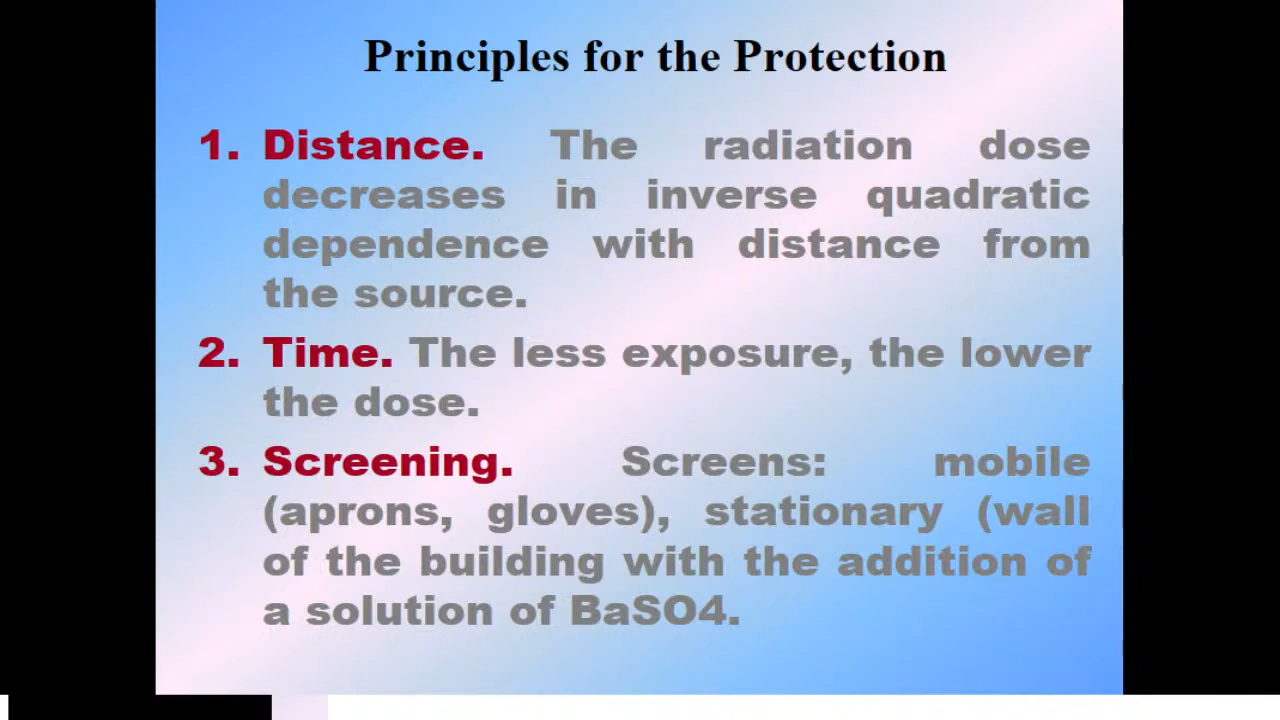 Principles for the Protection
1. Distance. The radiation dose
decreases in inverse quadratic
dependence with distance from
the source.
2. Time. The less exposure, the lower
the dose.
3. Screening. Screens: mobile
(aprons, gloves), stationary (wall
of the building with the addition of
a solution of BaSO4.